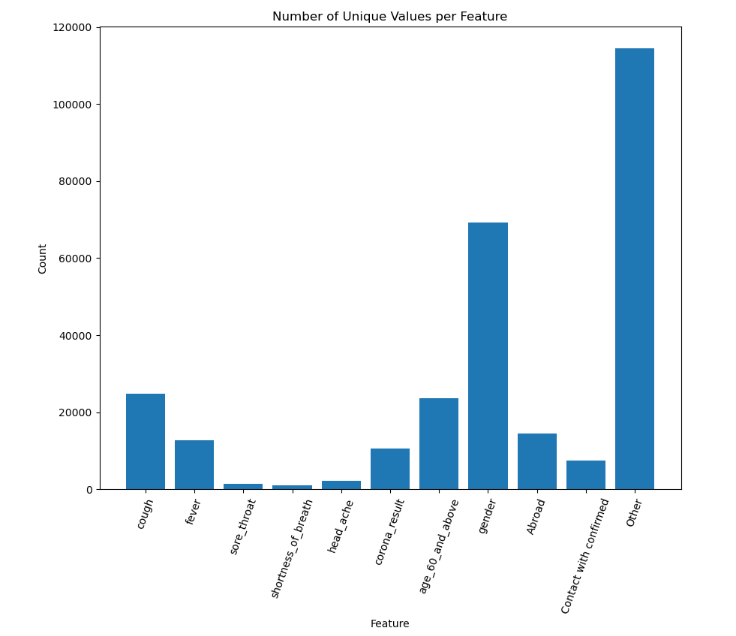 Number of Unique Values per Feature
120000
100000
80000
60000
40000
20000
0
Count
cough
fever
sore_throat
shortness_of_breath
head_ache
corona_result
age_60_and_above
gender
Abroad
Contact with confirmed
Other
Feature